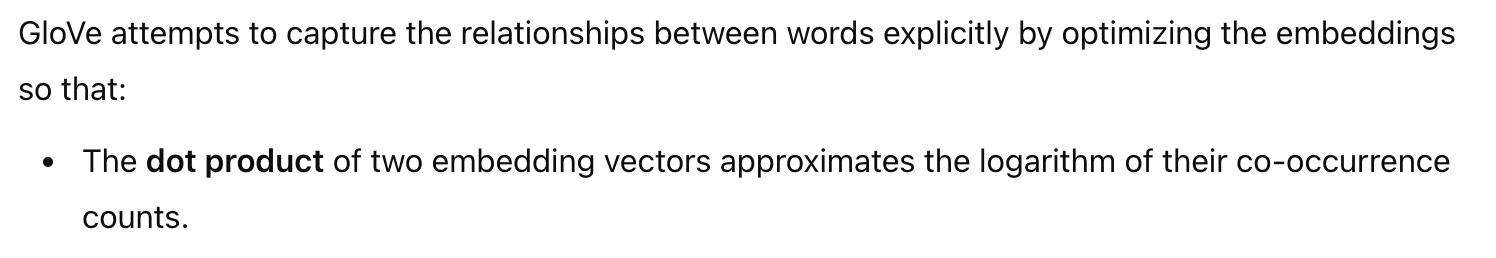 GloVe attempts to capture the relationships between words explicitly by optimizing the embeddings
so that:
• The dot product of two embedding vectors approximates the logarithm of their co-occurrence
counts.